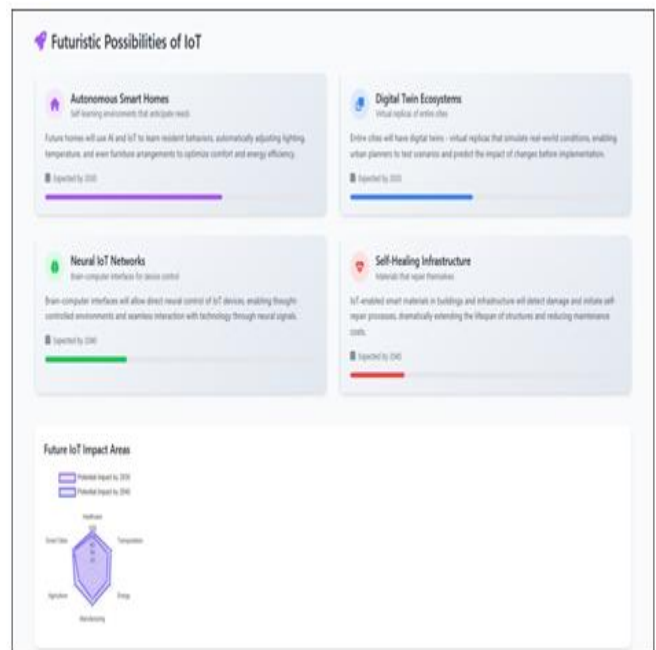 Futuristic Possibilities of IoT
Autonomous Smart Homes
Self-learning environments that anticipate needs
Future homes will use AI and IoT to learn resident behaviors, automatically adjusting lighting,
temperature, and even furniture arrangements to optimize comfort and energy efficiency.
Expected by 2030
Digital Twin Ecosystems
Virtual replicas of entire cities
Entire cities will have digital twins - virtual replicas that simulate real-world conditions, enabling
urban planners to test scenarios and predict the impact of changes before implementation.
Expected by
Neural IoT Networks
Brain-computer interfaces for device control
Brain-computer interfaces will allow direct neural control of IoT devices, enabling thought-
controlled environments and seamless interaction with technology through neural signals.
Expected by 2040
Self-Healing Infrastructure
Materials that repair themselves
IoT-enabled smart materials in buildings and infrastructure will detect damage and initiate self-
repair processes, dramatically extending the lifespan of structures and reducing maintenance
costs.
Expected by 2045
Future IoT Impact Areas
Potential Impact by 2030
Potential Impact by 2040
Healthcare
Smart Cities
Transportation
Agriculture
Energy
Manufacturing